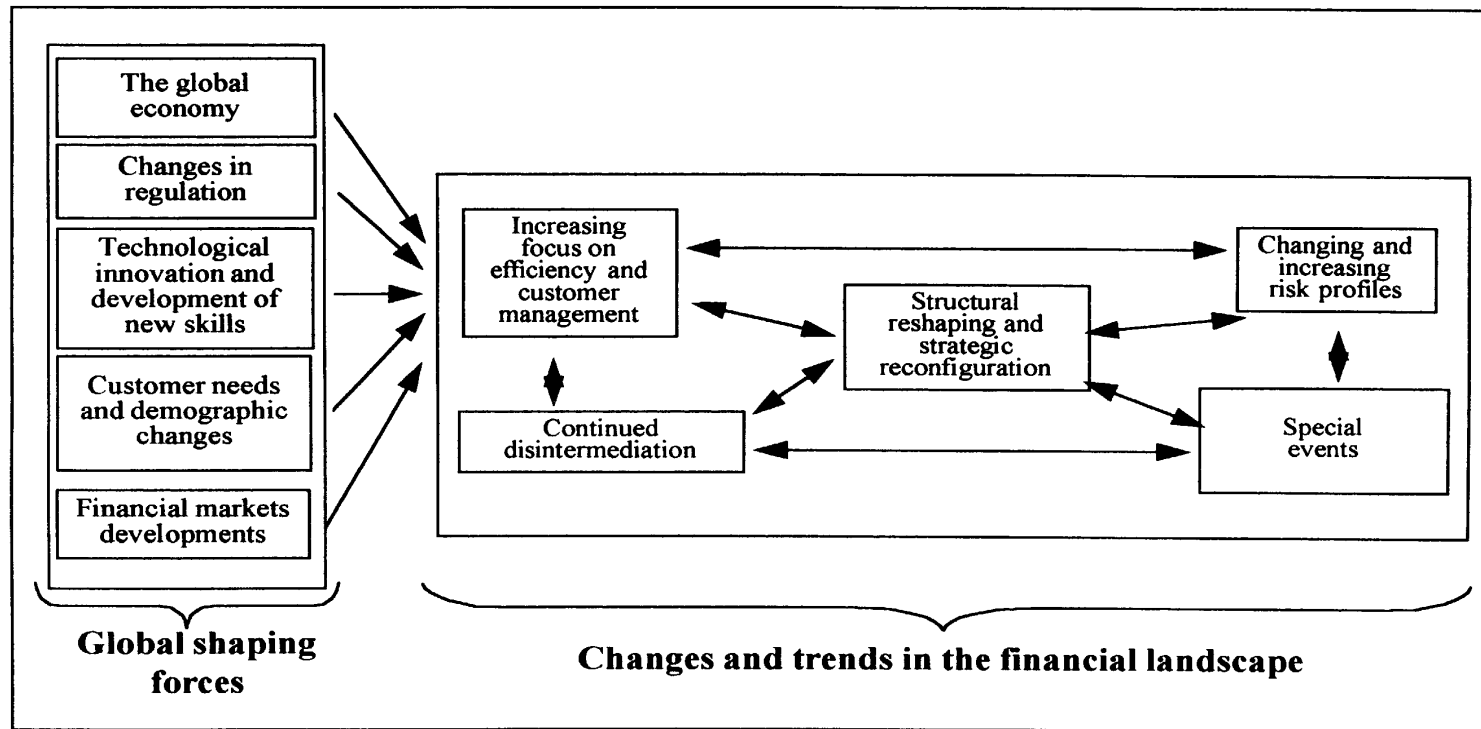 The global
economy
Changes in
regulation
Technological
innovation and
development of
new skills
Customer needs
and demographic
changes
Financial markets
developments
Global shaping
forces
Increasing
focus on
efficiency and
customer
management
Continued
disintermediation
Structural
reshaping and
strategic
reconfiguration
Changing and
increasing
risk profiles
Special
events
Changes and trends in the financial landscape